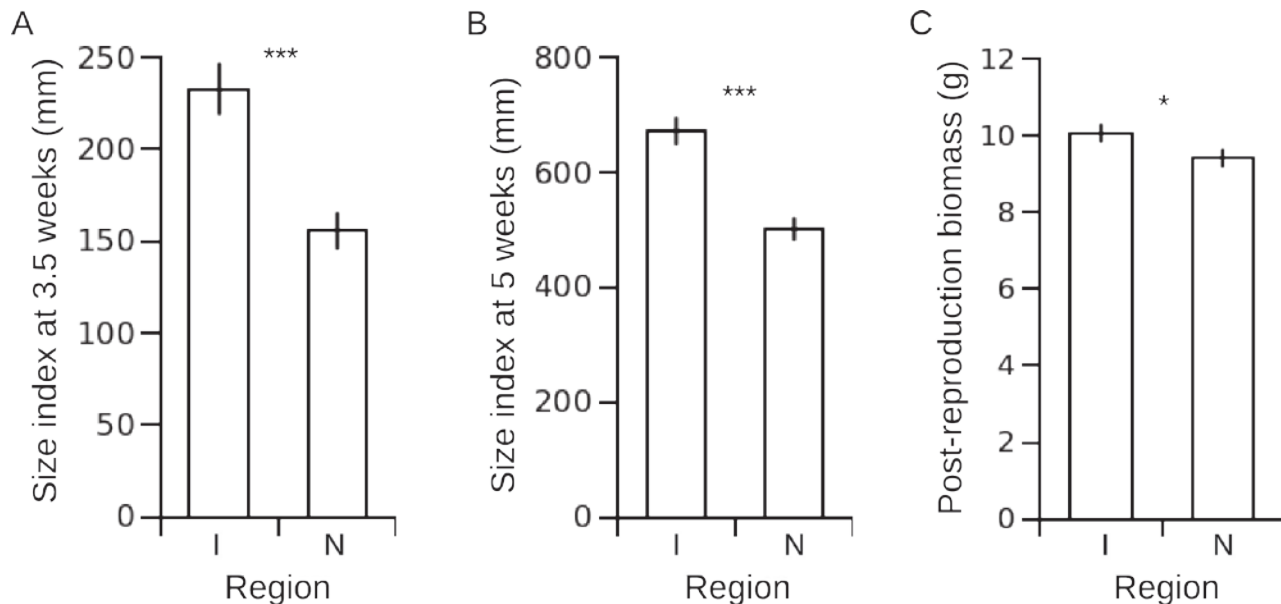 A
Size index at 3.5 weeks (mm)
250
200
150
100
50
0
***
I
N
Region
B
Size index at 5 weeks (mm)
800
600
400
200
0
***
I
N
Region
C
Post-reproduction biomass (g)
12
10
8
6
4
2
0
*
I
N
Region